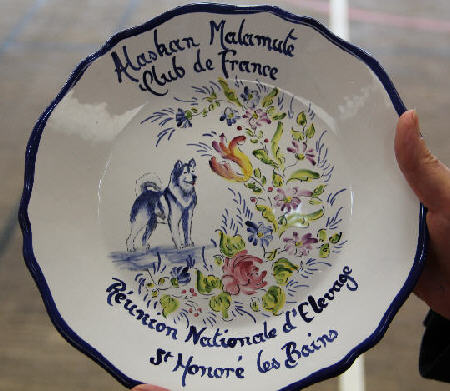 Alaskan Malamute
Club de France
Réunion Nationale d'Elevage
St Honoré les Bains